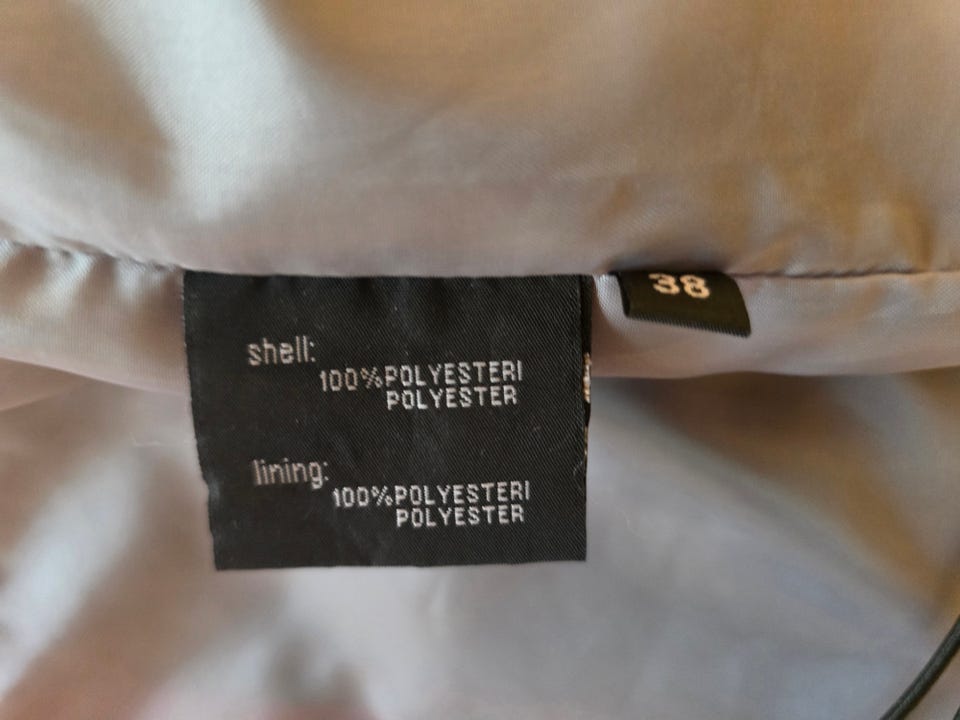 38
shell:
100%POLYESTERI
POLYESTER
lining:
100%POLYESTERI
POLYESTER